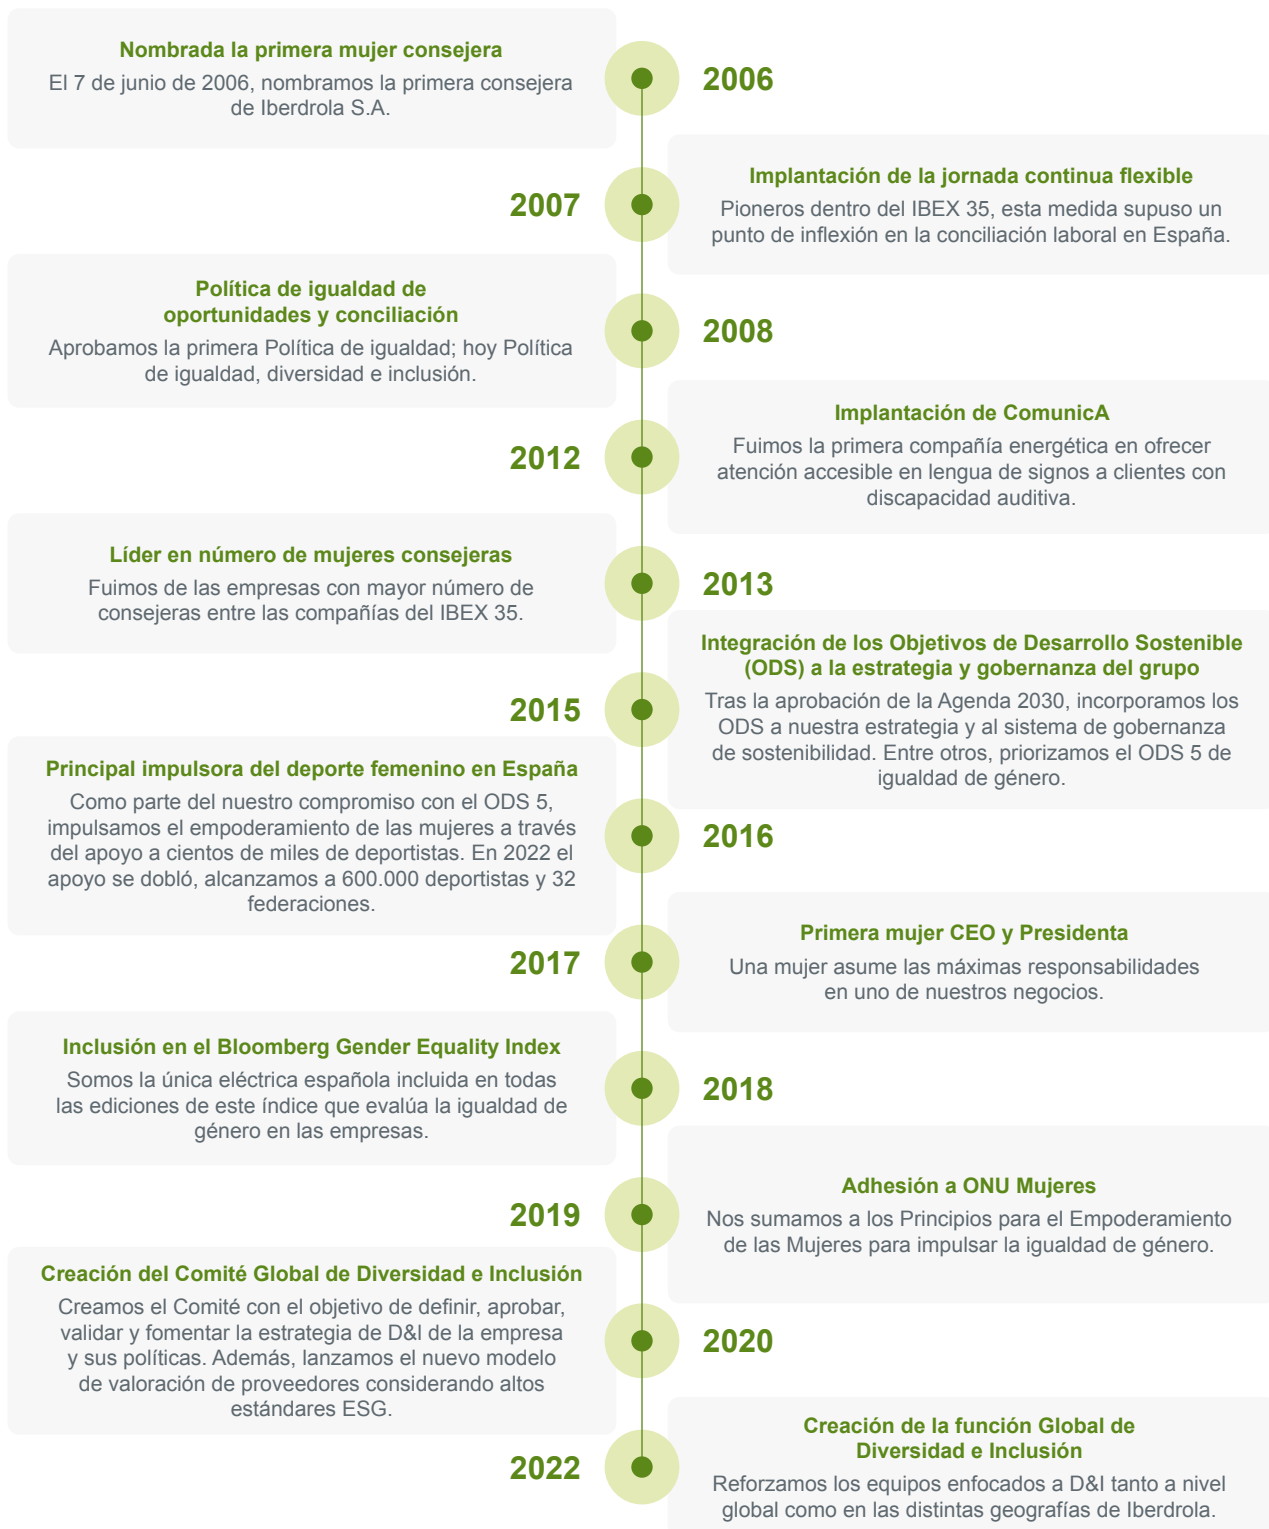 Nombrada la primera mujer consejera
El 7 de junio de 2006, nombramos la primera consejera
de Iberdrola S.A.
2006
2007
Implantación de la jornada continua flexible
Pioneros dentro del IBEX 35, esta medida supuso un
punto de inflexión en la conciliación laboral en España.
Política de igualdad de
oportunidades y conciliación
Aprobamos la primera Política de igualdad; hoy Política
de igualdad, diversidad e inclusión.
2008
2012
Implantación de ComunicA
Fuimos la primera compañía energética en ofrecer
atención accesible en lengua de signos a clientes con
discapacidad auditiva.
Líder en número de mujeres consejeras
Fuimos de las empresas con mayor número de
consejeras entre las compañías del IBEX 35.
2013
2015
Integración de los Objetivos de Desarrollo Sostenible
(ODS) a la estrategia y gobernanza del grupo
Tras la aprobación de la Agenda 2030, incorporamos los
ODS a nuestra estrategia y al sistema de gobernanza
de sostenibilidad. Entre otros, priorizamos el ODS 5 de
igualdad de género.
Principal impulsora del deporte femenino en España
Como parte del nuestro compromiso con el ODS 5,
impulsamos el empoderamiento de las mujeres a través
del apoyo a cientos de miles de deportistas. En 2022 el
apoyo se dobló, alcanzamos a 600.000 deportistas y 32
federaciones.
2016
2017
Primera mujer CEO y Presidenta
Una mujer asume las máximas responsabilidades
en uno de nuestros negocios.
Inclusión en el Bloomberg Gender Equality Index
Somos la única eléctrica española incluida en todas
las ediciones de este índice que evalúa la igualdad de
género en las empresas.
2018
2019
Adhesión a ONU Mujeres
Nos sumamos a los Principios para el Empoderamiento
de las Mujeres para impulsar la igualdad de género.
Creación del Comité Global de Diversidad e Inclusión
Creamos el Comité con el objetivo de definir, aprobar,
validar y fomentar la estrategia de D&I de la empresa
y sus políticas. Además, lanzamos el nuevo modelo
de valoración de proveedores considerando altos
estándares ESG.
2020
2022
Creación de la función Global de
Diversidad e Inclusión
Reforzamos los equipos enfocados a D&I tanto a nivel
global como en las distintas geografías de Iberdrola.